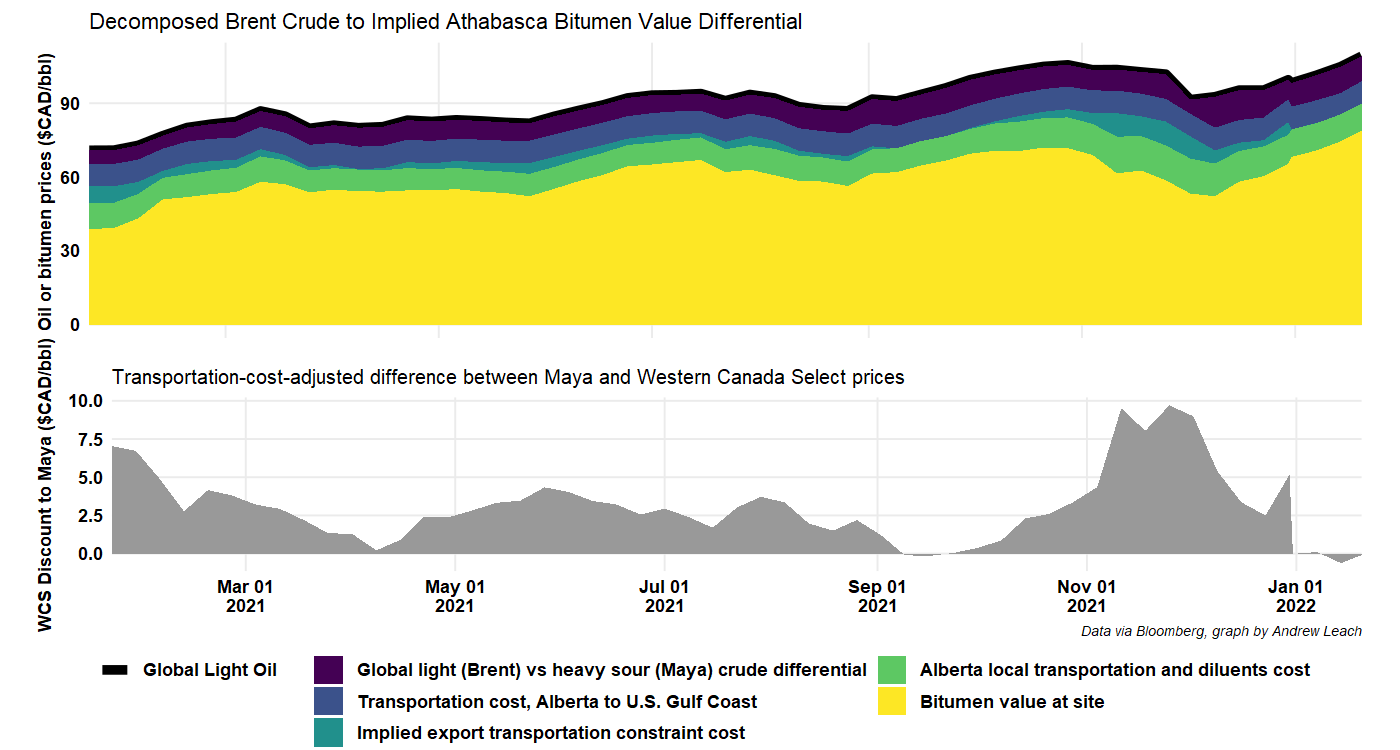 Decomposed Brent Crude to Implied Athabasca Bitumen Value Differential
Oil or bitumen prices ($CAD/bbl)
90
60
30
0
Transportation-cost-adjusted difference between Maya and Western Canada Select prices
WCS Discount to Maya ($CAD/bbl)
10.0
7.5
5.0
2.5
0.0
Mar 01
2021
May 01
2021
Jul 01
2021
Sep 01
2021
Nov 01
2021
Jan 01
2022
Data via Bloomberg, graph by Andrew Leach
Global Light Oil
Global light (Brent) vs heavy sour (Maya) crude differential
Transportation cost, Alberta to U.S. Gulf Coast
Implied export transportation constraint cost
Alberta local transportation and diluents cost
Bitumen value at site